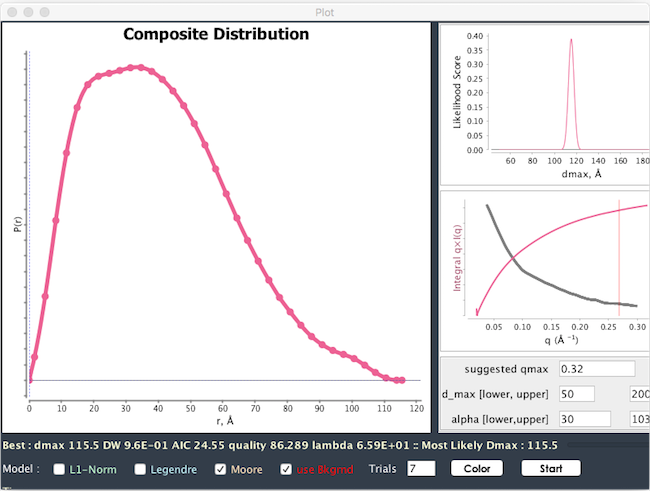 Plot
Composite Distribution
P(r)
0 10 20 30 40 50 60 70 80 90 100 110 120
r, Å
0.40
0.35
0.30
0.25
0.20
0.15
0.10
0.05
0.00
Likelihood Score
60 80 100 120 140 160 180
dmax, Å
Integral q×I(q)
0.05 0.10 0.15 0.20 0.25 0.30
q (Å⁻¹)
suggested qmax 0.32
d_max [lower, upper] 50 200
alpha [lower,upper] 30 103
Best : dmax 115.5 DW 9.6E-01 AIC 24.55 quality 86.289 lambda 6.59E+01 :: Most Likely Dmax : 115.5
Model : L1-Norm Legendre Moore use Bkgrnd Trials 7 Color Start